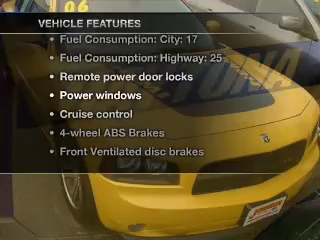 06
VEHICLE FEATURES
• Fuel Consumption: City: 17
• Fuel Consumption: Highway: 25
• Remote power door locks
• Power windows
• Cruise control
• 4-wheel ABS Brakes
• Front Ventilated disc brakes